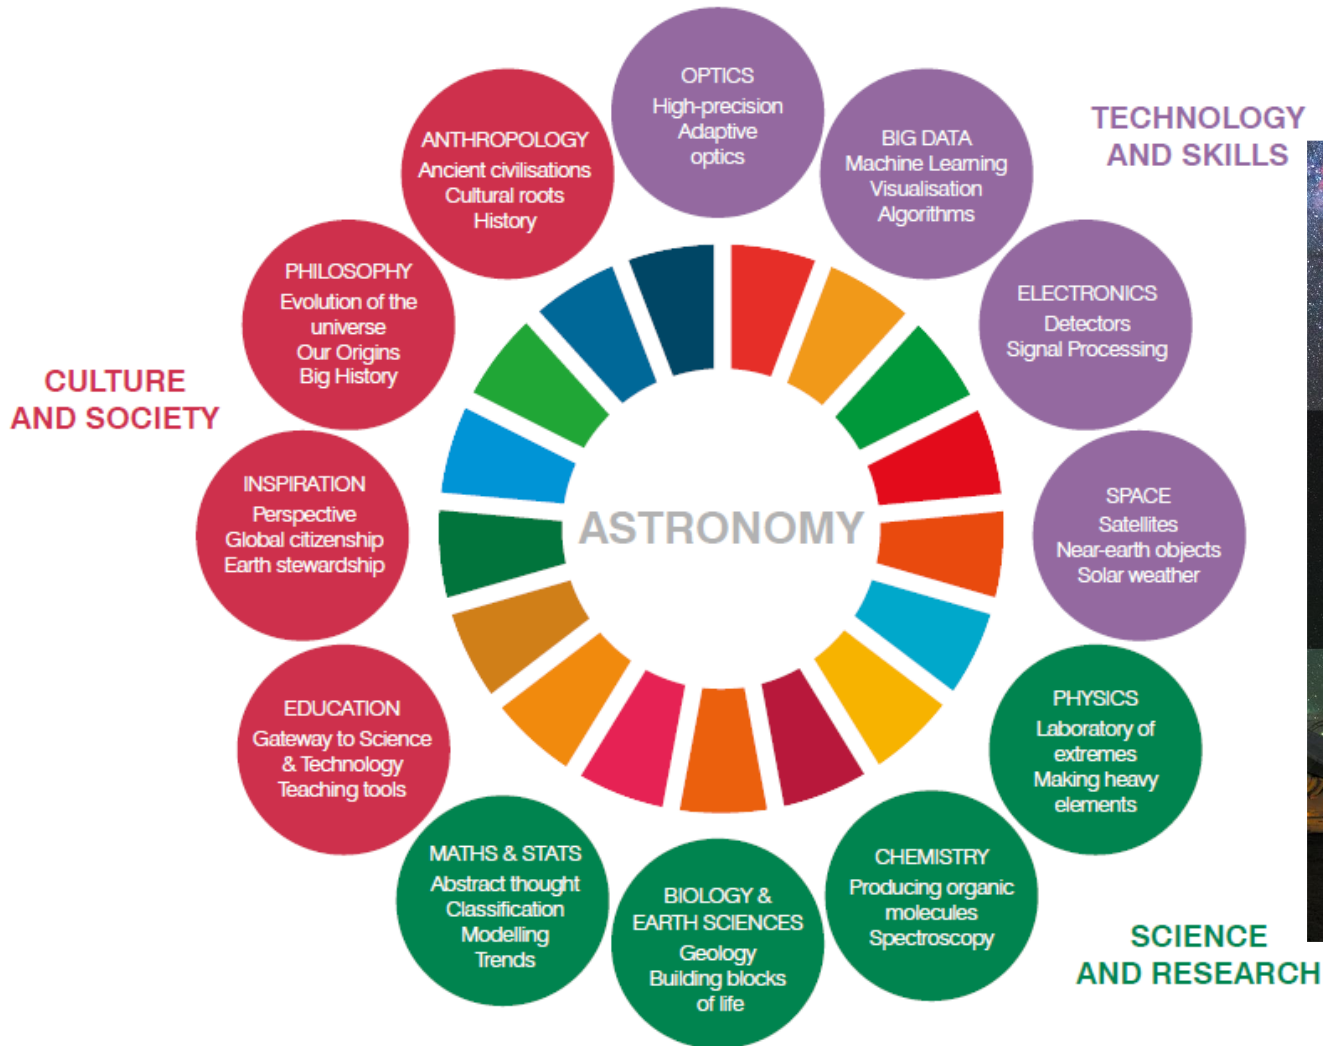 OPTICS
High-precision
Adaptive
optics
BIG DATA
Machine Learning
Visualisation
Algorithms
TECHNOLOGY
AND SKILLS
ELECTRONICS
Detectors
Signal Processing
SPACE
Satellites
Near-earth objects
Solar weather
PHYSICS
Laboratory of
extremes
Making heavy
elements
CHEMISTRY
Producing organic
molecules
Spectroscopy
SCIENCE
AND RESEARCH
BIOLOGY &
EARTH SCIENCES
Geology
Building blocks
of life
MATHS & STATS
Abstract thought
Classification
Modelling
Trends
EDUCATION
Gateway to Science
& Technology
Teaching tools
INSPIRATION
Perspective
Global citizenship
Earth stewardship
CULTURE
AND SOCIETY
PHILOSOPHY
Evolution of the
universe
Our Origins
Big History
ANTHROPOLOGY
Ancient civilisations
Cultural roots
History
ASTRONOMY